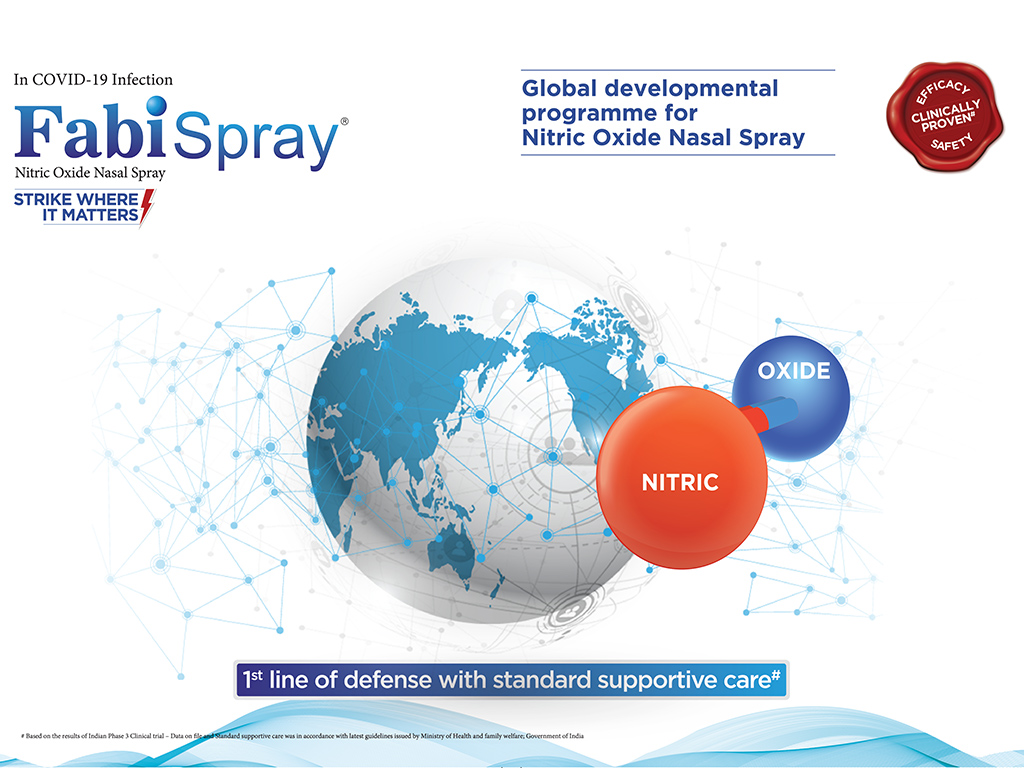 In COVID-19 Infection
FabiSpray®
Nitric Oxide Nasal Spray
STRIKE WHERE
IT MATTERS
Global developmental
programme for
Nitric Oxide Nasal Spray
EFFICACY
CLINICALLY
PROVEN#
SAFETY
OXIDE
NITRIC
1st line of defense with standard supportive care#
# Based on the results of Indian Phase 3 Clinical trial – Data on file and Standard supportive care was in accordance with latest guidelines issued by Ministry of Health and family welfare; Government of India